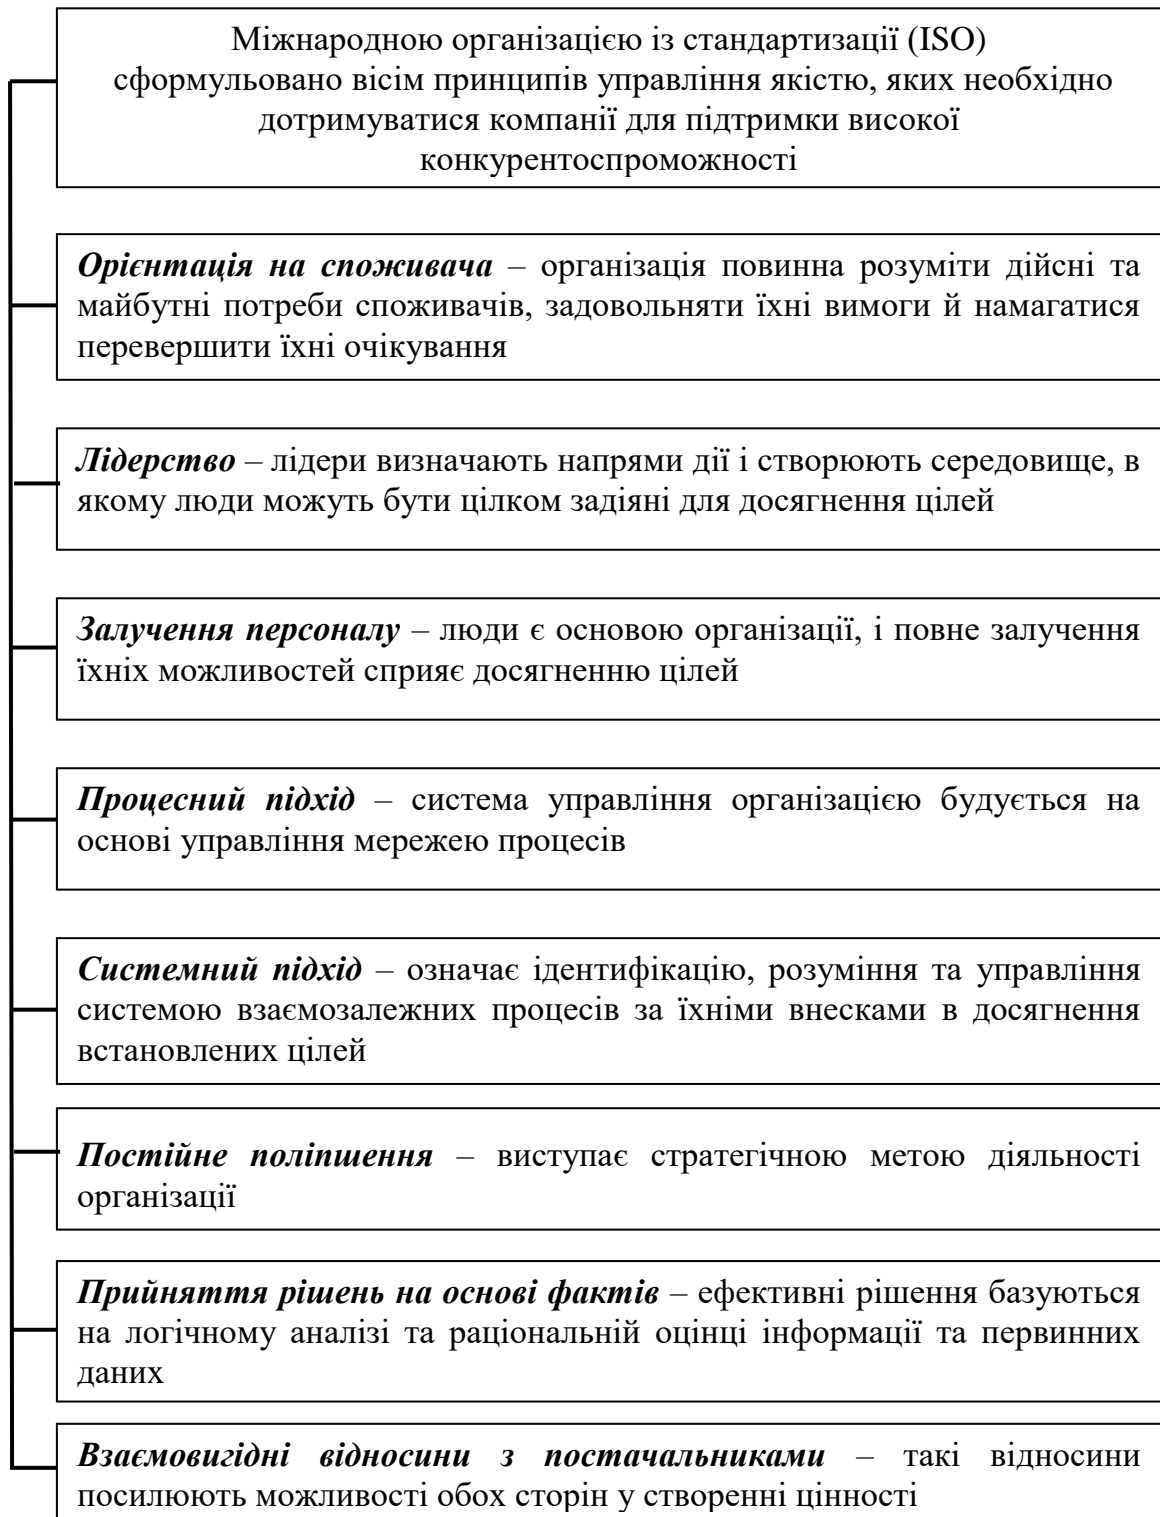 Міжнародною організацією із стандартизації (ISO)
сформульовано вісім принципів управління якістю, яких необхідно
дотримуватися компанії для підтримки високої
конкурентоспроможності
Орієнтація на споживача – організація повинна розуміти дійсні та
майбутні потреби споживачів, задовольняти їхні вимоги й намагатися
перевершити їхні очікування
Лідерство – лідери визначають напрями дії і створюють середовище, в
якому люди можуть бути цілком задіяні для досягнення цілей
Залучення персоналу – люди є основою організації, і повне залучення
їхніх можливостей сприяє досягненню цілей
Процесний підхід – система управління організацією будується на
основі управління мережею процесів
Системний підхід – означає ідентифікацію, розуміння та управління
системою взаємозалежних процесів за їхніми внесками в досягнення
встановлених цілей
Постійне поліпшення – виступає стратегічною метою діяльності
організації
Прийняття рішень на основі фактів – ефективні рішення базуються
на логічному аналізі та раціональній оцінці інформації та первинних
даних
Взаємовигідні відносини з постачальниками – такі відносини
посилюють можливості обох сторін у створенні цінності